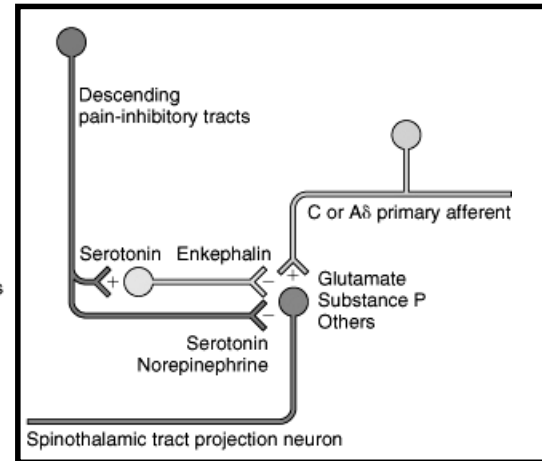 Descending
pain-inhibitory tracts
C or Aδ primary afferent
Serotonin
Enkephalin
+
−
+
Glutamate
Substance P
Others
s
−
Serotonin
Norepinephrine
Spinothalamic tract projection neuron